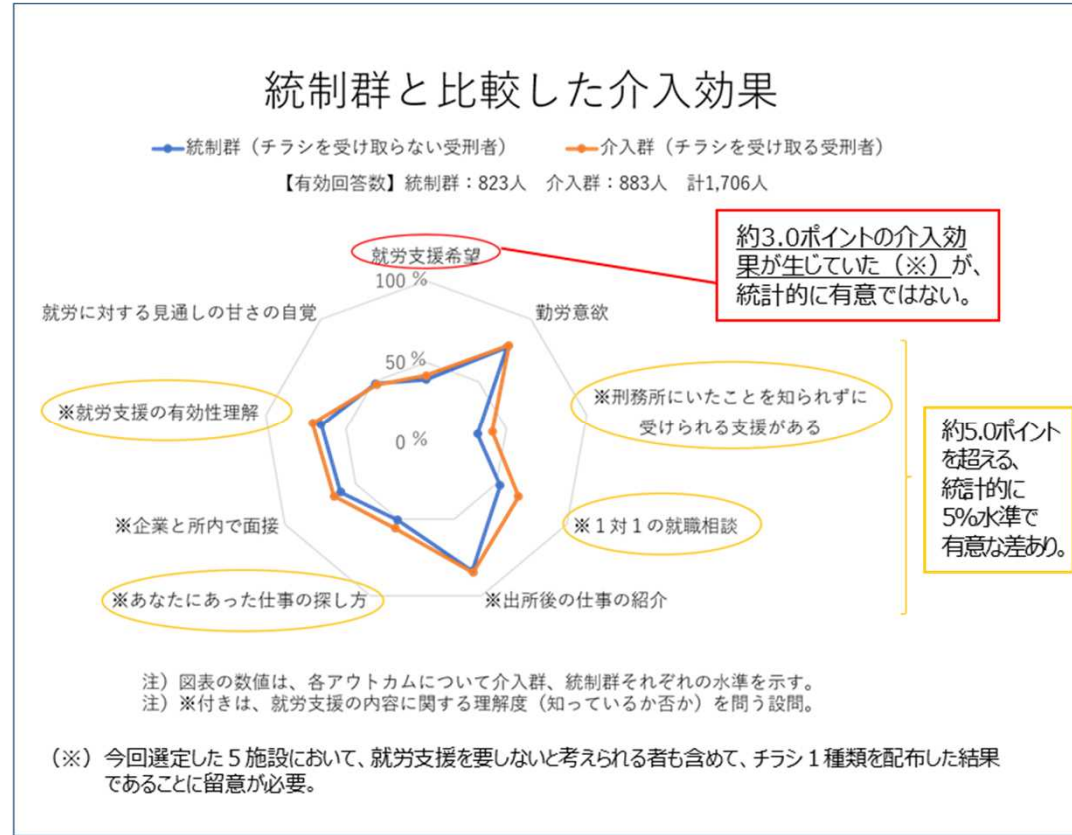 統制群と比較した介入効果
統制群（チラシを受け取らない受刑者）
介入群（チラシを受け取る受刑者）
【有効回答数】統制群：823人　介入群：883人　計1,706人
約3.0ポイントの介入効
果が生じていた（※）が、
統計的に有意ではない。
就労支援希望
100 %
就労に対する見通しの甘さの自覚
勤労意欲
50 %
※就労支援の有効性理解
※刑務所にいたことを知られずに
受けられる支援がある
0 %
約5.0ポイント
を超える、
統計的に
5%水準で
有意な差あり。
※企業と所内で面接
※１対１の就職相談
※あなたにあった仕事の探し方
※出所後の仕事の紹介
注）図表の数値は、各アウトカムについて介入群、統制群それぞれの水準を示す。
注）※付きは、就労支援の内容に関する理解度（知っているか否か）を問う設問。
（※）今回選定した５施設において、就労支援を要しないと考えられる者も含めて、チラシ１種類を配布した結果
であることに留意が必要。